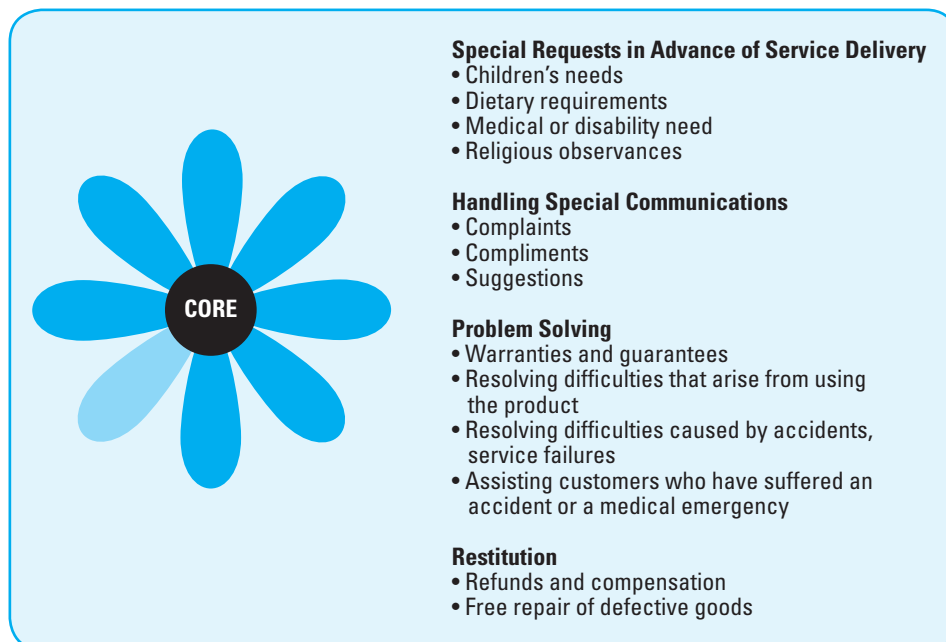 CORE
Special Requests in Advance of Service Delivery
• Children's needs
• Dietary requirements
• Medical or disability need
• Religious observances
Handling Special Communications
• Complaints
• Compliments
• Suggestions
Problem Solving
• Warranties and guarantees
• Resolving difficulties that arise from using
the product
• Resolving difficulties caused by accidents,
service failures
• Assisting customers who have suffered an
accident or a medical emergency
Restitution
• Refunds and compensation
• Free repair of defective goods